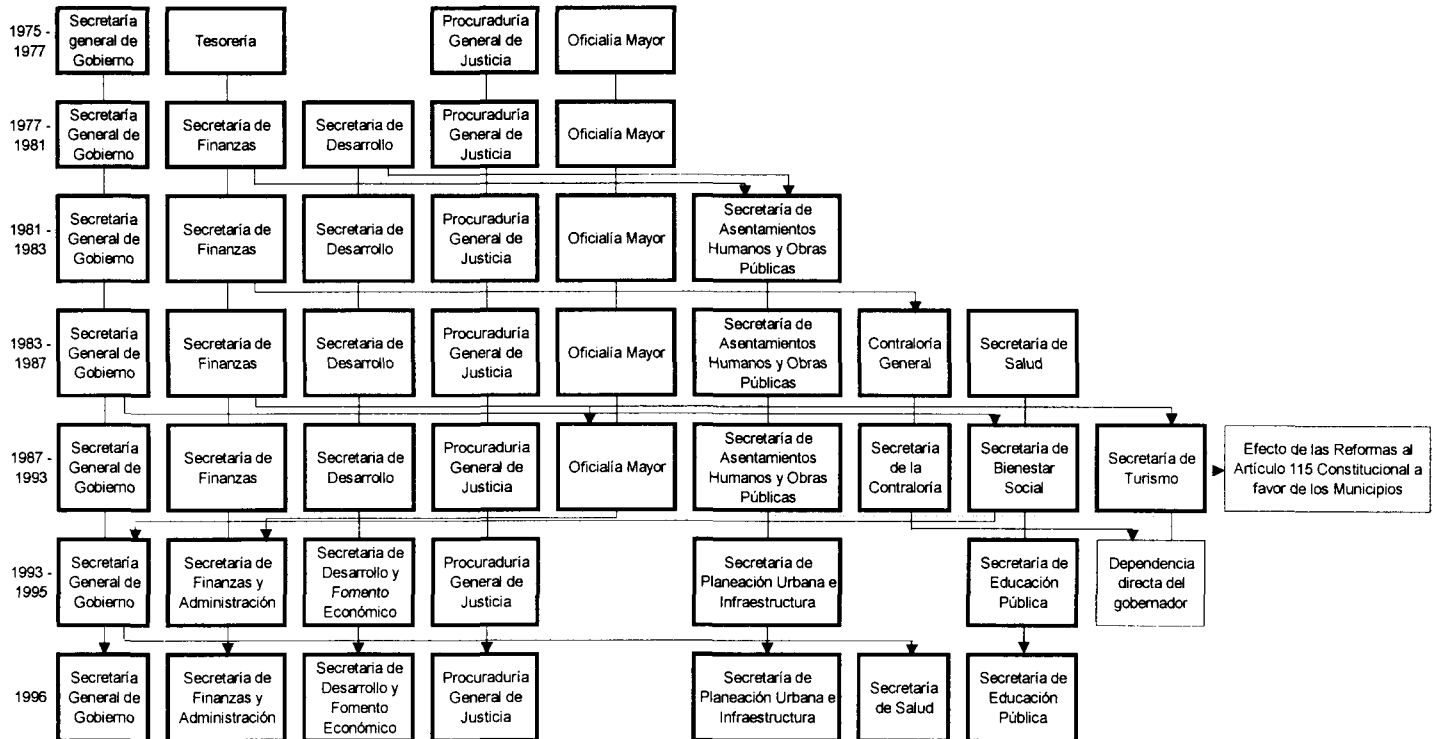 1975 -
1977
Secretaría
general de
Gobierno
Tesorería
Procuraduría
General de
Justicia
Oficialía Mayor
1977 -
1981
Secretaría
General de
Gobierno
Secretaría de
Finanzas
Secretaria de
Desarrollo
Procuraduría
General de
Justicia
Oficialía Mayor
1981 -
1983
Secretaría
General de
Gobierno
Secretaría de
Finanzas
Secretaria de
Desarrollo
Procuraduría
General de
Justicia
Oficialía Mayor
Secretaría de
Asentamientos
Humanos y Obras
Públicas
1983 -
1987
Secretaría
General de
Gobierno
Secretaría de
Finanzas
Secretaria de
Desarrollo
Procuraduría
General de
Justicia
Oficialía Mayor
Secretaría de
Asentamientos
Humanos y Obras
Públicas
Contraloría
General
Secretaría de
Salud
1987 -
1993
Secretaría
General de
Gobierno
Secretaría de
Finanzas
Secretaria de
Desarrollo
Procuraduría
General de
Justicia
Oficialía Mayor
Secretaría de
Asentamientos
Humanos y Obras
Públicas
Secretaria
de la
Contraloría
Secretaría de
Bienestar
Social
Secretaría de
Turismo
Efecto de las Reformas al
Artículo 115 Constitucional a
favor de los Municipios
1993 -
1995
Secretaría
General de
Gobierno
Secretaría de
Finanzas y
Administración
Secretaria de
Desarrollo y
Fomento
Económico
Procuraduría
General de
Justicia
Secretaría de
Planeación Urbana e
Infraestructura
Secretaría de
Educación
Pública
Dependencia
directa del
gobernador
1996
Secretaría
General de
Gobierno
Secretaría de
Finanzas y
Administración
Secretaria de
Desarrollo y
Fomento
Económico
Procuraduría
General de
Justicia
Secretaría de
Planeación Urbana e
Infraestructura
Secretaría
de Salud
Secretaría de
Educación
Pública